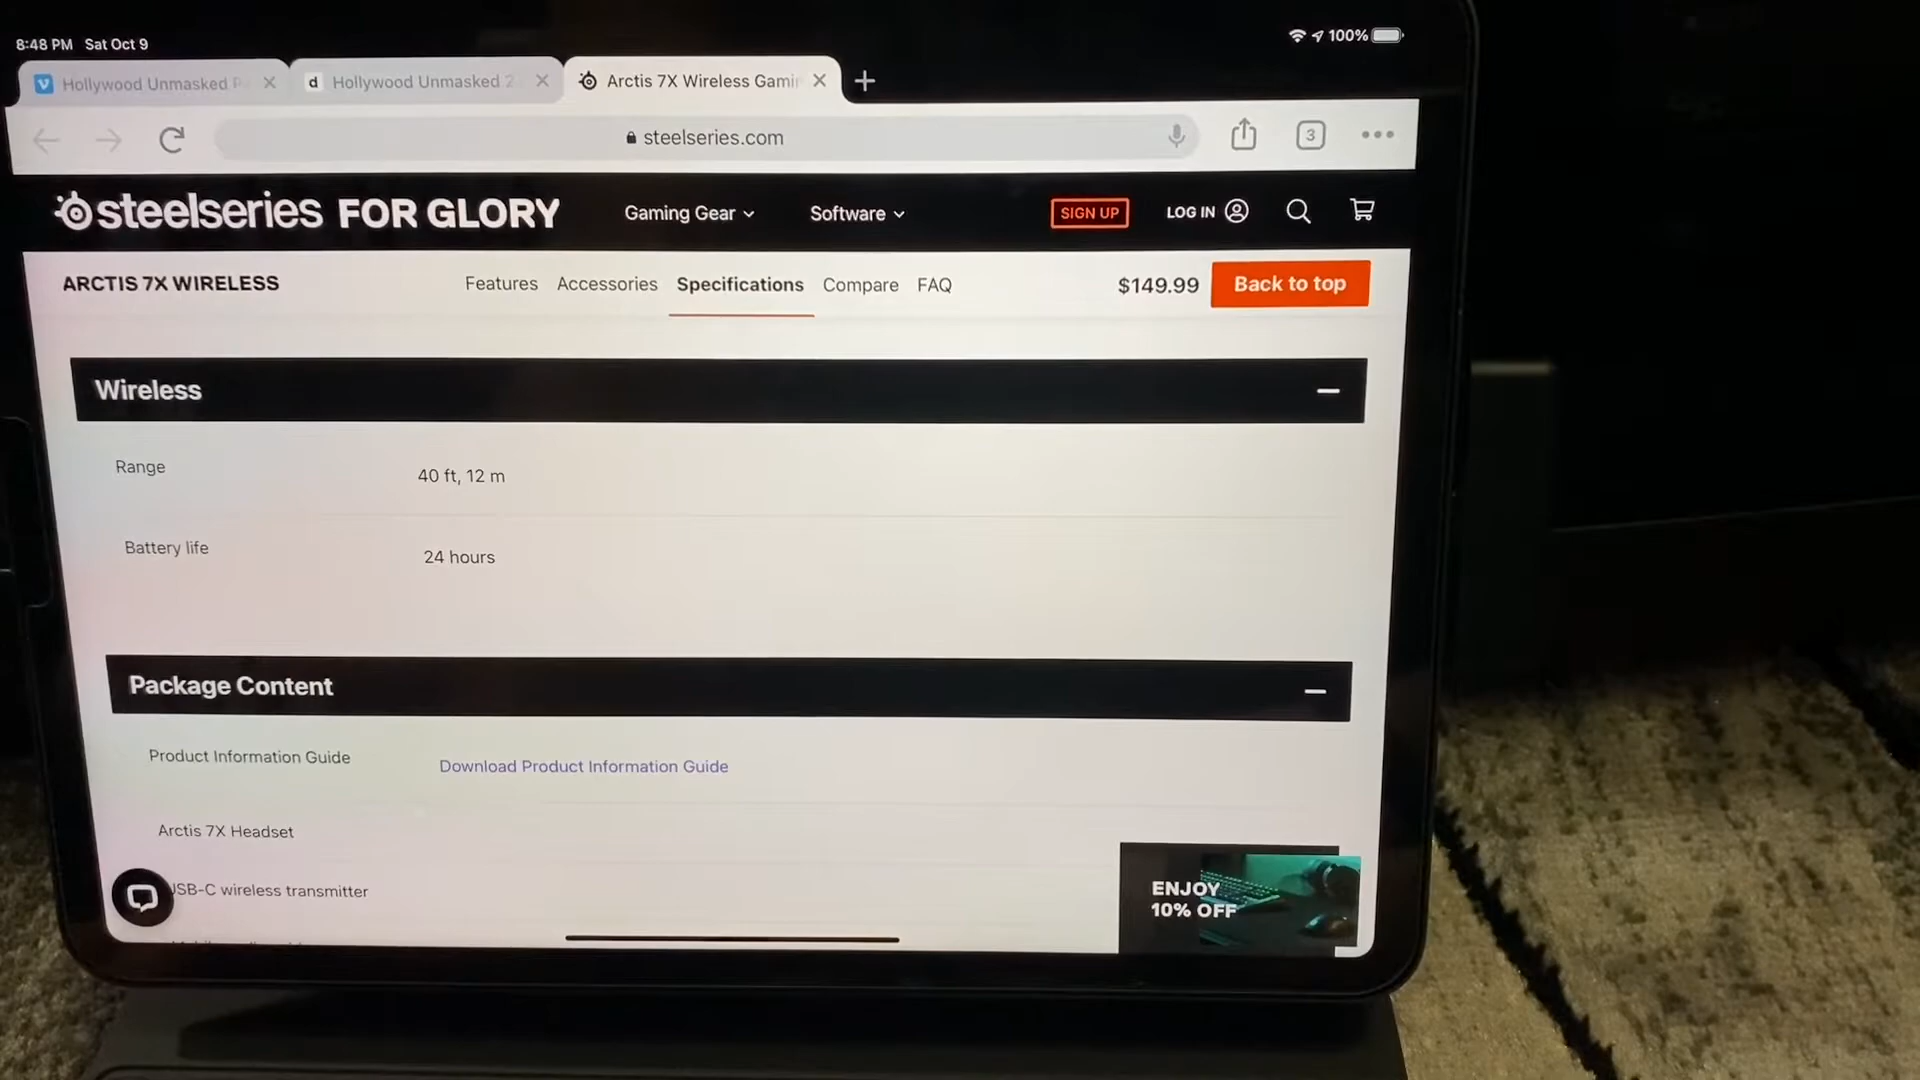 8:48 PM Sat Oct 9
100%
Hollywood Unmasked
d Hollywood Unmasked 2
Arctis 7X Wireless Gamin
steelseries.com
3
steelseries FOR GLORY
Gaming Gear
Software
SIGN UP
LOG IN
ARCTIS 7X WIRELESS
Features
Accessories
Specifications
Compare
FAQ
$149.99
Back to top
Wireless
Range
40 ft, 12 m
Battery life
24 hours
Package Content
Product Information Guide
Download Product Information Guide
Arctis 7X Headset
USB-C wireless transmitter
ENJOY
10% OFF